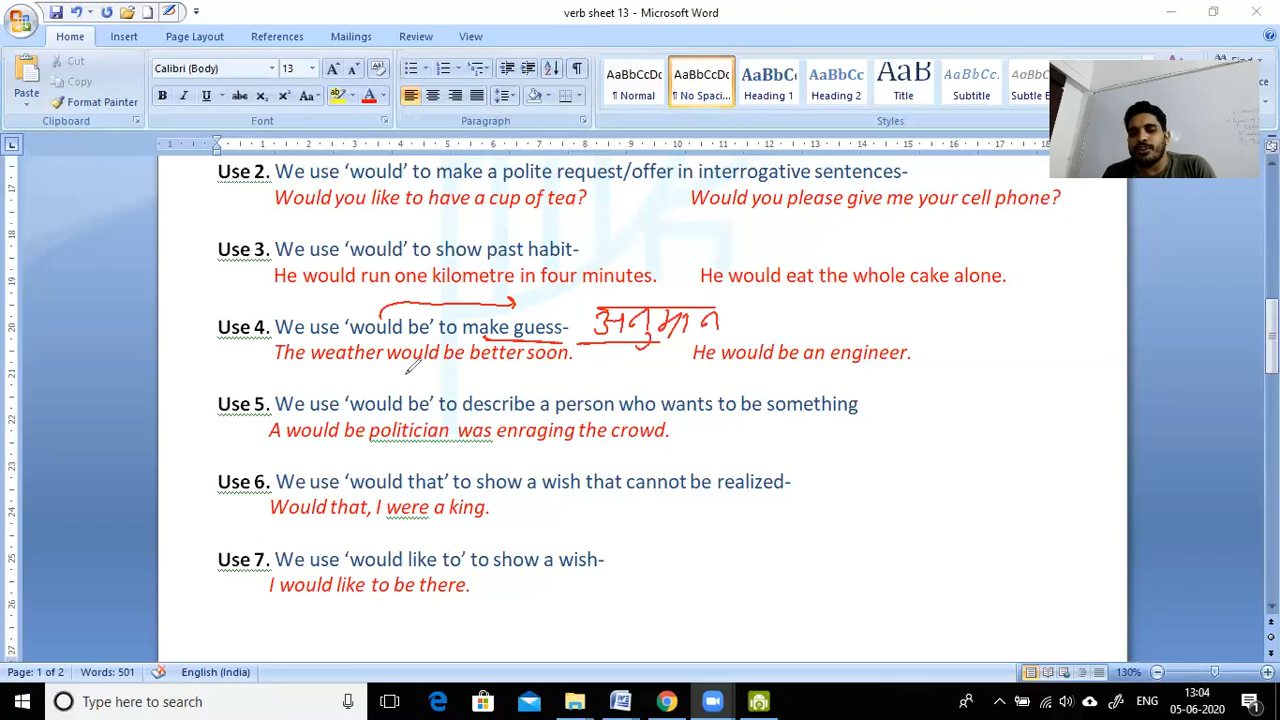 verb sheet 13 - Microsoft Word
Home Insert Page Layout References Mailings Review View
Cut
Copy
Format Painter
Paste
Clipboard
Calibri (Body) 13
Font
Paragraph
AaBbCcDc AaBbCcDc AaBbCc AaBbCc AaB AaBbCc. AaBbCc
¶ Normal ¶ No Spaci... Heading 1 Heading 2 Title Subtitle Subtle E
Styles
Use 2. We use ‘would’ to make a polite request/offer in interrogative sentences-
Would you like to have a cup of tea? Would you please give me your cell phone?
Use 3. We use ‘would’ to show past habit-
He would run one kilometre in four minutes. He would eat the whole cake alone.
Use 4. We use ‘would be’ to make guess- अनुमान
The weather would be better soon. He would be an engineer.
Use 5. We use ‘would be’ to describe a person who wants to be something
A would be politician was enraging the crowd.
Use 6. We use ‘would that’ to show a wish that cannot be realized-
Would that, I were a king.
Use 7. We use ‘would like to’ to show a wish-
I would like to be there.
Page: 1 of 2 Words: 501 English (India) 130%
Type here to search
ENG 13:04
05-06-2020